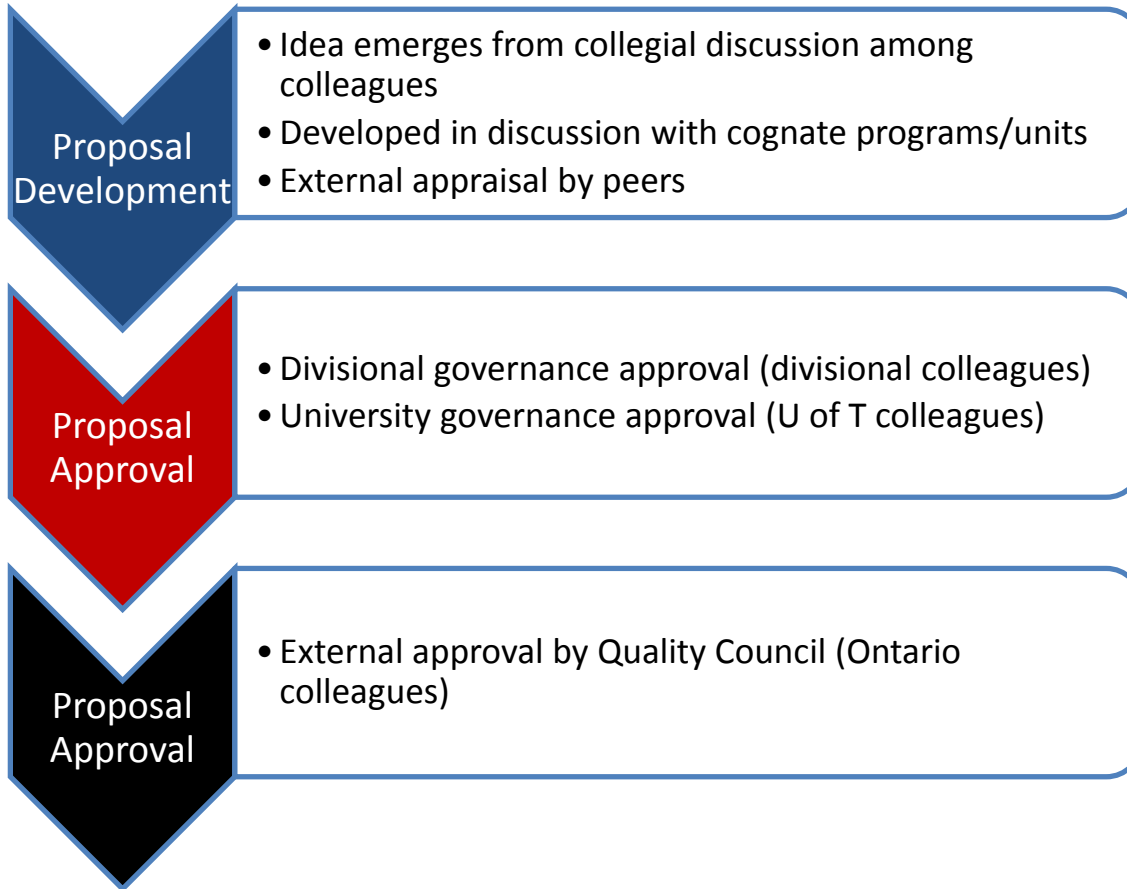 Proposal
Development
• Idea emerges from collegial discussion among
colleagues
• Developed in discussion with cognate programs/units
• External appraisal by peers
Proposal
Approval
• Divisional governance approval (divisional colleagues)
• University governance approval (U of T colleagues)
Proposal
Approval
• External approval by Quality Council (Ontario
colleagues)